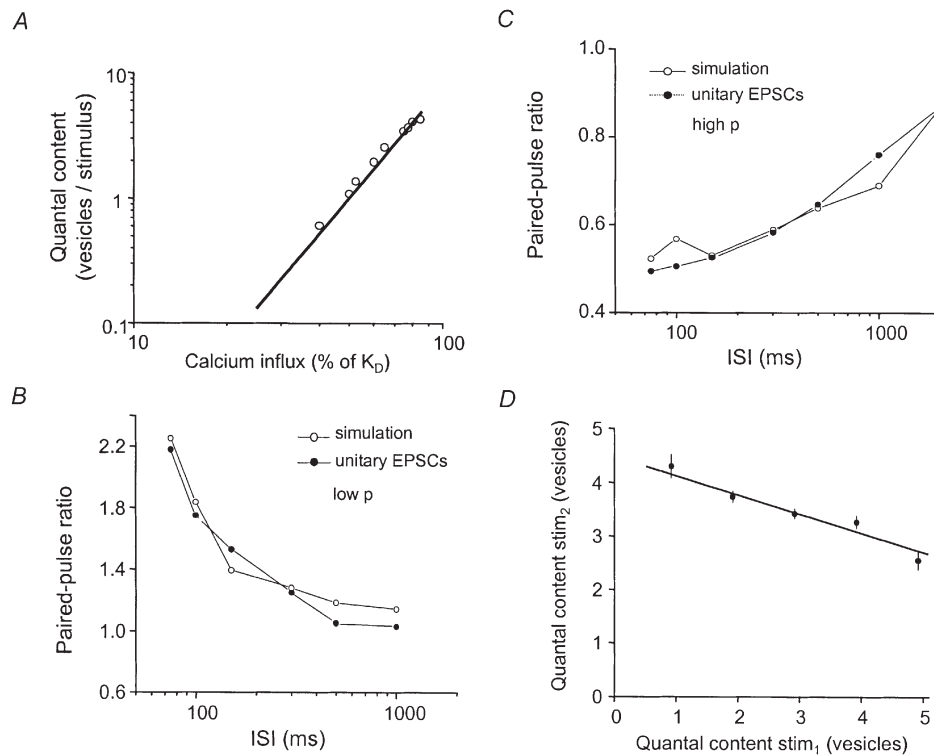 A
Quantal content
(vesicles / stimulus)
10
1
0.1
10
100
Calcium influx (% of K_D)
B
Paired-pulse ratio
2.2
1.8
1.4
1.0
0.6
simulation
unitary EPSCs
low p
100
1000
ISI (ms)
C
Paired-pulse ratio
1.0
0.8
0.6
0.4
simulation
unitary EPSCs
high p
100
1000
ISI (ms)
D
Quantal content stim₂ (vesicles)
5
4
3
2
1
0
0
1
2
3
4
5
Quantal content stim₁ (vesicles)